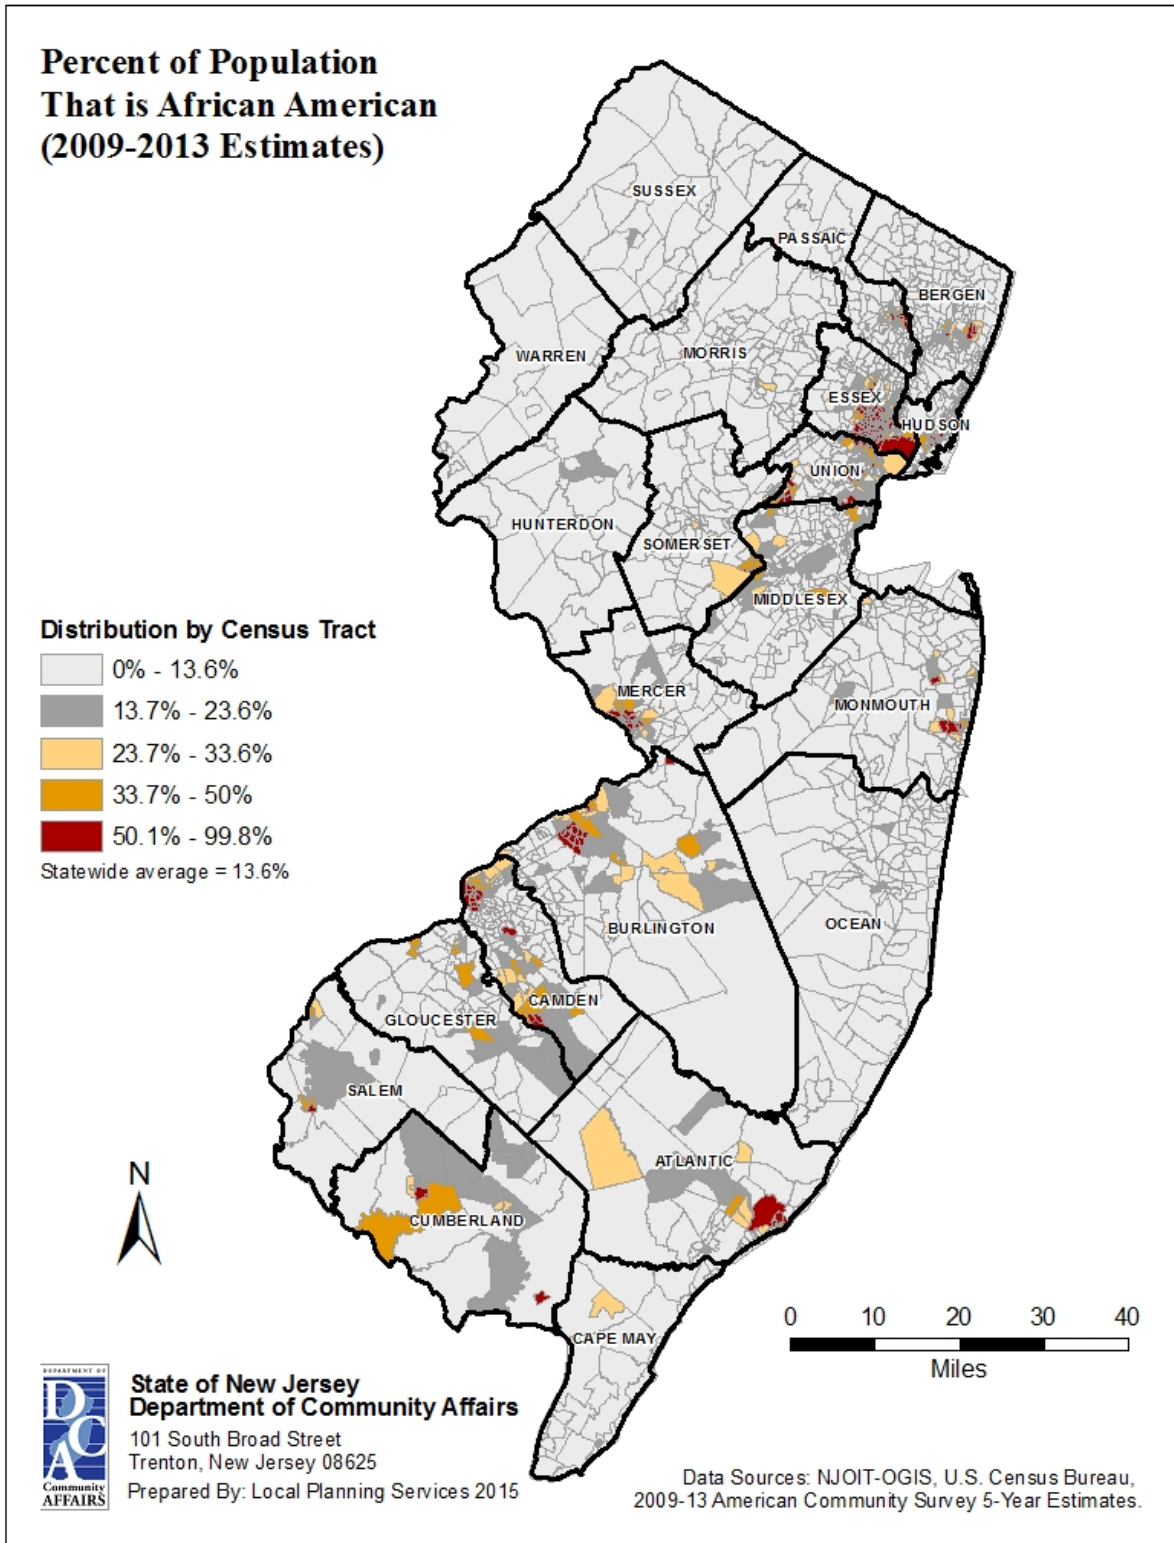 Percent of Population
That is African American
(2009-2013 Estimates)
SUSSEX
PASSAIC
BERGEN
WARREN
MORRIS
ESSEX
HUDSON
UNION
HUNTERDON
SOMERSET
MIDDLESEX
Distribution by Census Tract
0% - 13.6%
13.7% - 23.6%
23.7% - 33.6%
33.7% - 50%
50.1% - 99.8%
Statewide average = 13.6%
MERCER
MONMOUTH
OCEAN
BURLINGTON
CAMDEN
GLOUCESTER
SALEM
ATLANTIC
CUMBERLAND
CAPE MAY
N
0 10 20 30 40
Miles
DEPARTMENT OF
DCA
Community
AFFAIRS
State of New Jersey
Department of Community Affairs
101 South Broad Street
Trenton, New Jersey 08625
Prepared By: Local Planning Services 2015
Data Sources: NJOIT-OGIS, U.S. Census Bureau,
2009-13 American Community Survey 5-Year Estimates.